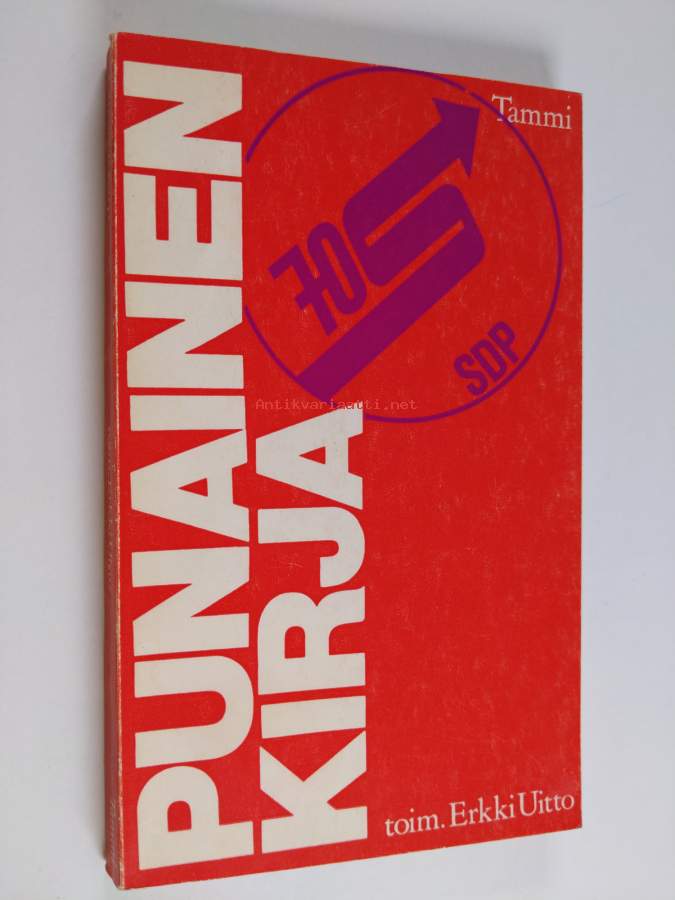 Tammi
PUNAINEN
KIRJA
70
SDP
Antikvariaatti.net
toim. Erkki Uitto